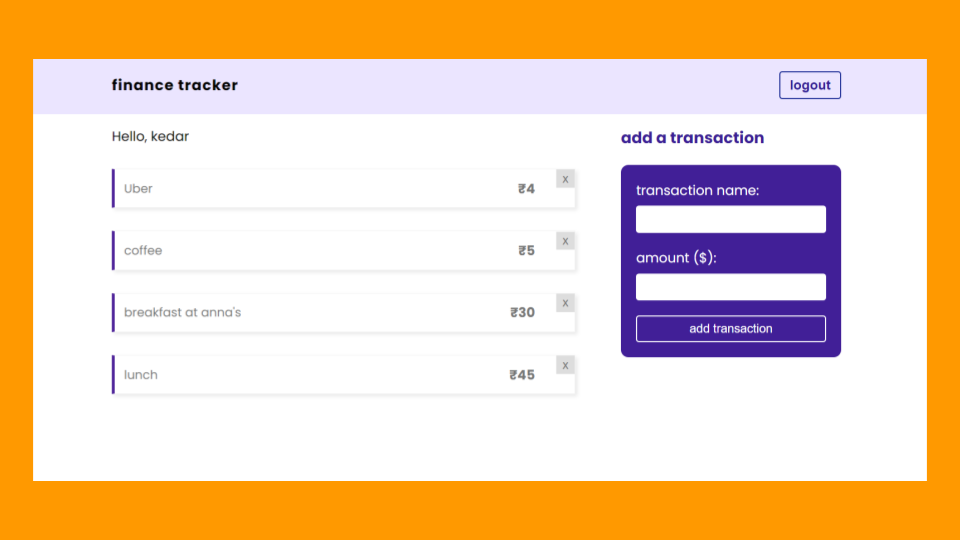 finance tracker
logout
Hello, kedar
Uber ₹4 x
coffee ₹5 x
breakfast at anna's ₹30 x
lunch ₹45 x
add a transaction
transaction name:
amount ($):
add transaction